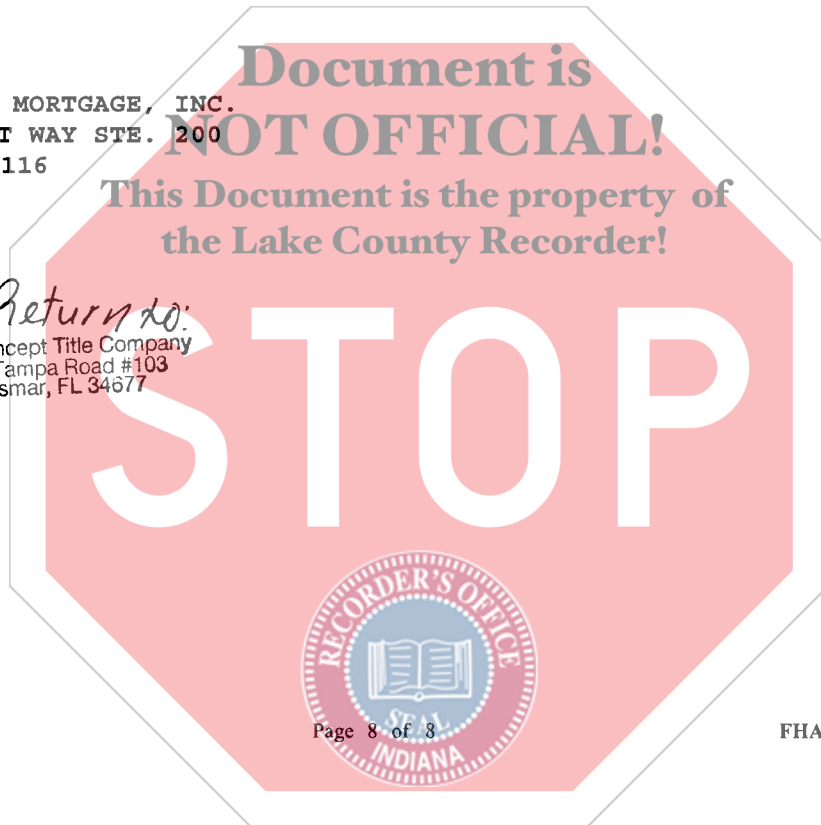 Document is
MORTGAGE, INC.
NOT OFFICIAL!
T WAY STE. 200
116
This Document is the property of
the Lake County Recorder!
Return to:
ncept Title Company
Tampa Road #103
smar, FL 34677
STOP
RECORDER'S OFFICE
SEAL
INDIANA
Page 8 of 8
FHA